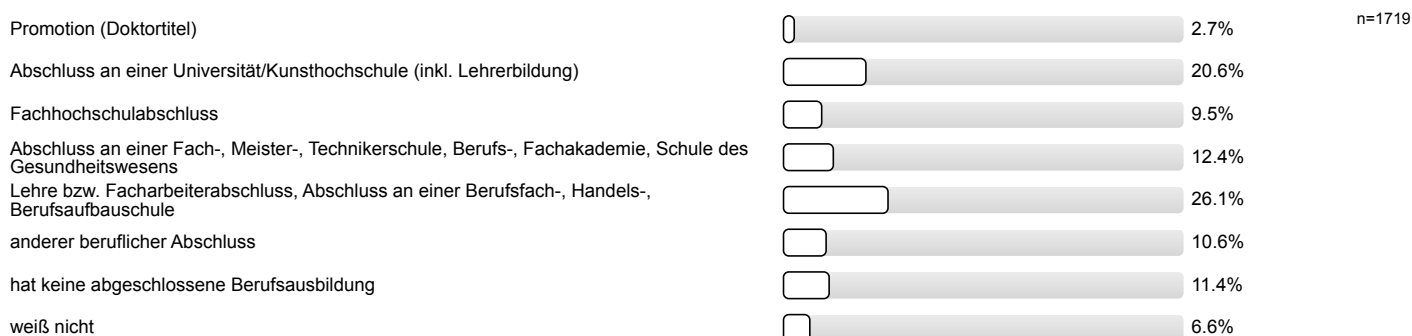 Promotion (Doktortitel) 2.7% n=1719
Abschluss an einer Universität/Kunsthochschule (inkl. Lehrerbildung) 20.6%
Fachhochschulabschluss 9.5%
Abschluss an einer Fach-, Meister-, Technikerschule, Berufs-, Fachakademie, Schule des
Gesundheitswesens 12.4%
Lehre bzw. Facharbeiterabschluss, Abschluss an einer Berufsfach-, Handels-,
Berufsaufbauschule 26.1%
anderer beruflicher Abschluss 10.6%
hat keine abgeschlossene Berufsausbildung 11.4%
weiß nicht 6.6%